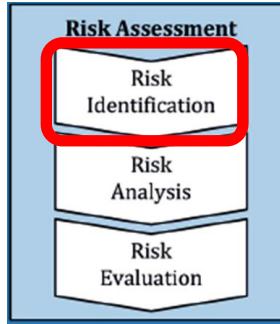 Risk Assessment
Risk
Identification
Risk
Analysis
Risk
Evaluation